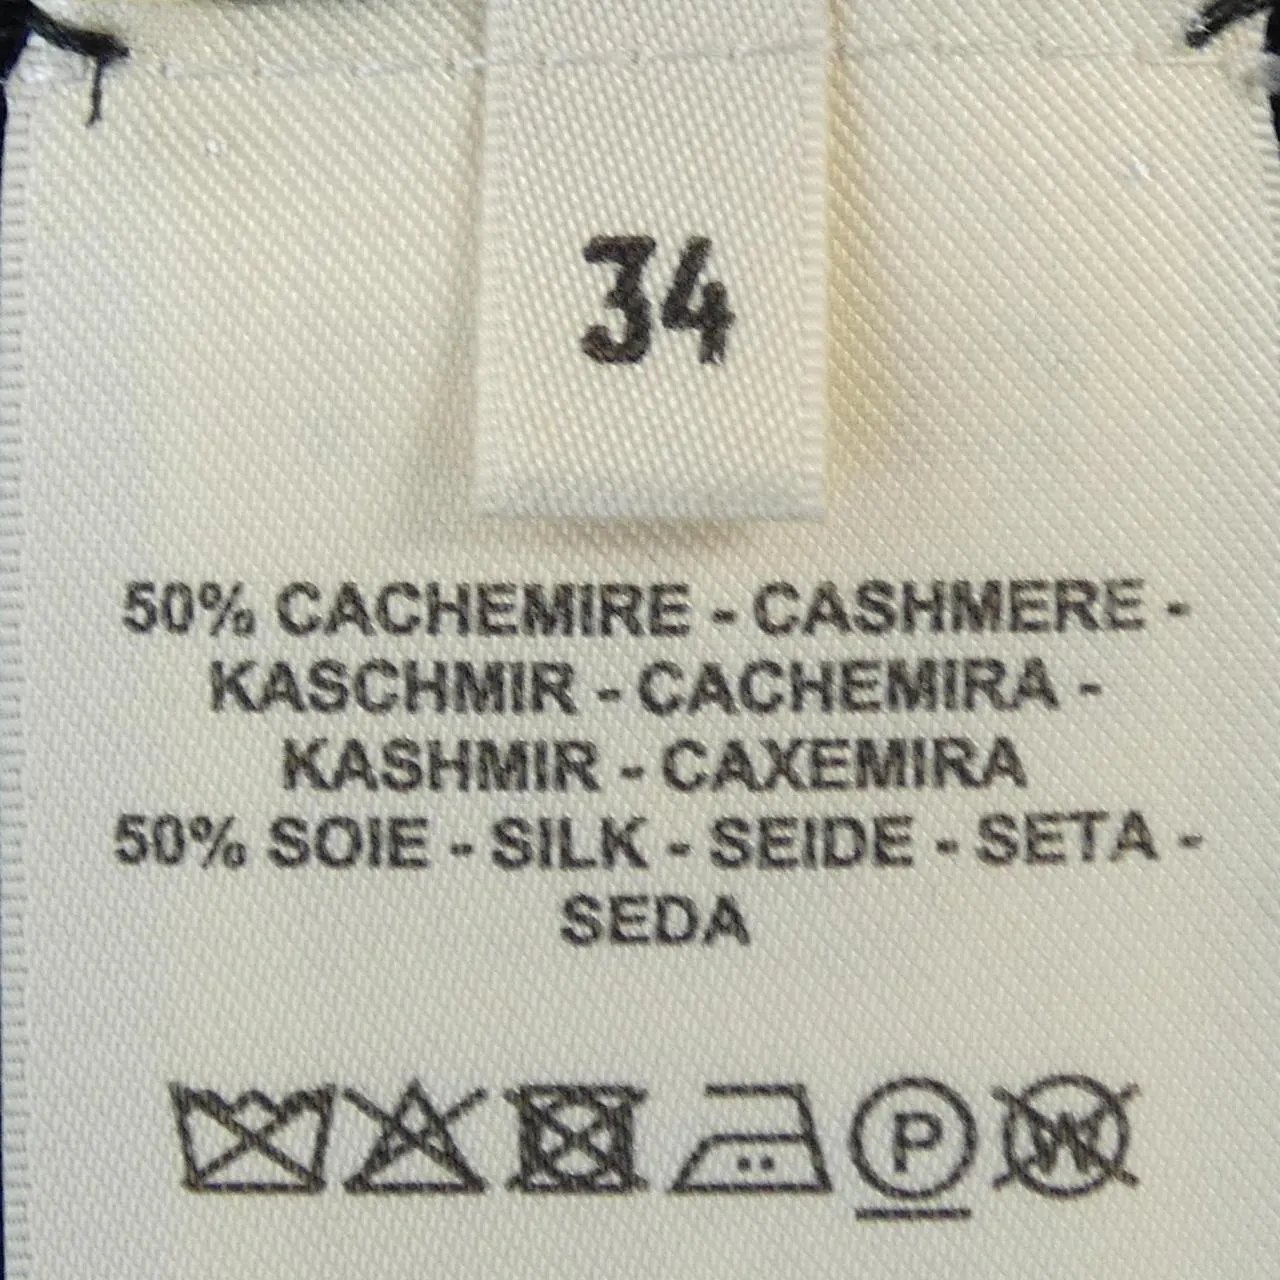 34
50% CACHEMIRE - CASHMERE -
KASCHMIR - CACHEMIRA -
KASHMIR - CAXEMIRA
50% SOIE - SILK - SEIDE - SETA -
SEDA
P W